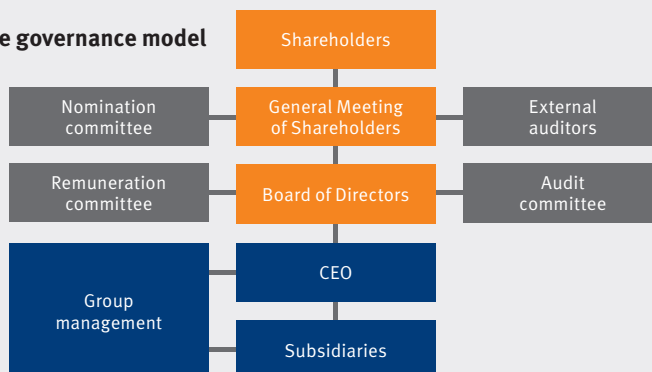 e governance model
Shareholders
Nomination
committee
General Meeting
of Shareholders
External
auditors
Remuneration
committee
Board of Directors
Audit
committee
Group
management
CEO
Subsidiaries